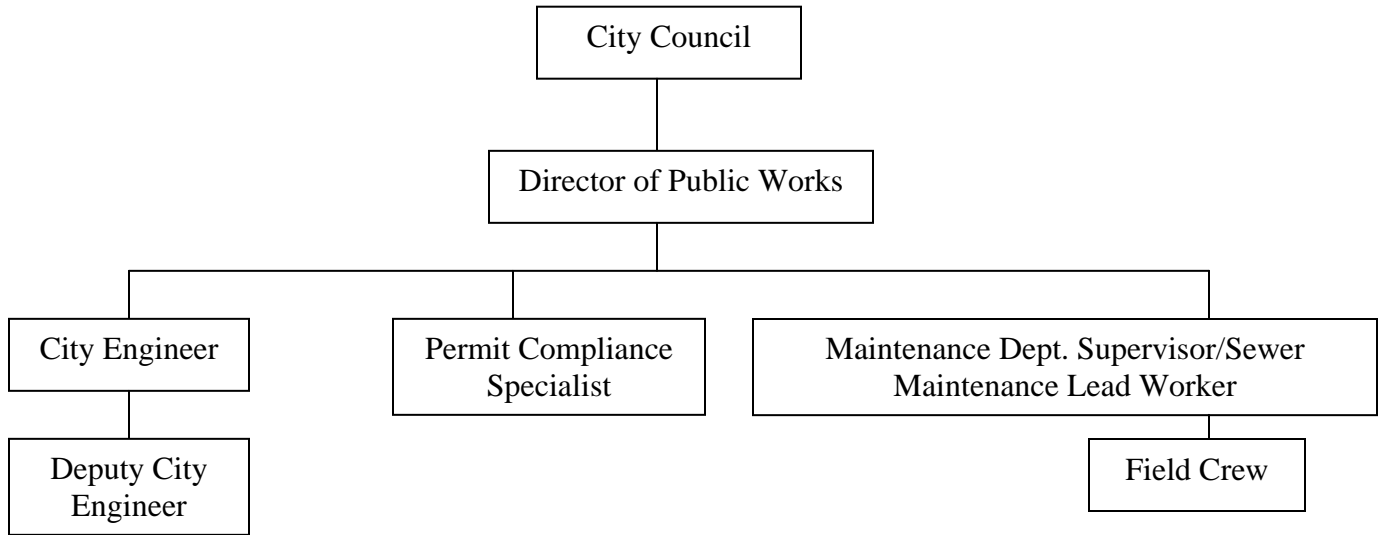 City Council
Director of Public Works
City Engineer
Permit Compliance
Specialist
Maintenance Dept. Supervisor/Sewer
Maintenance Lead Worker
Deputy City
Engineer
Field Crew